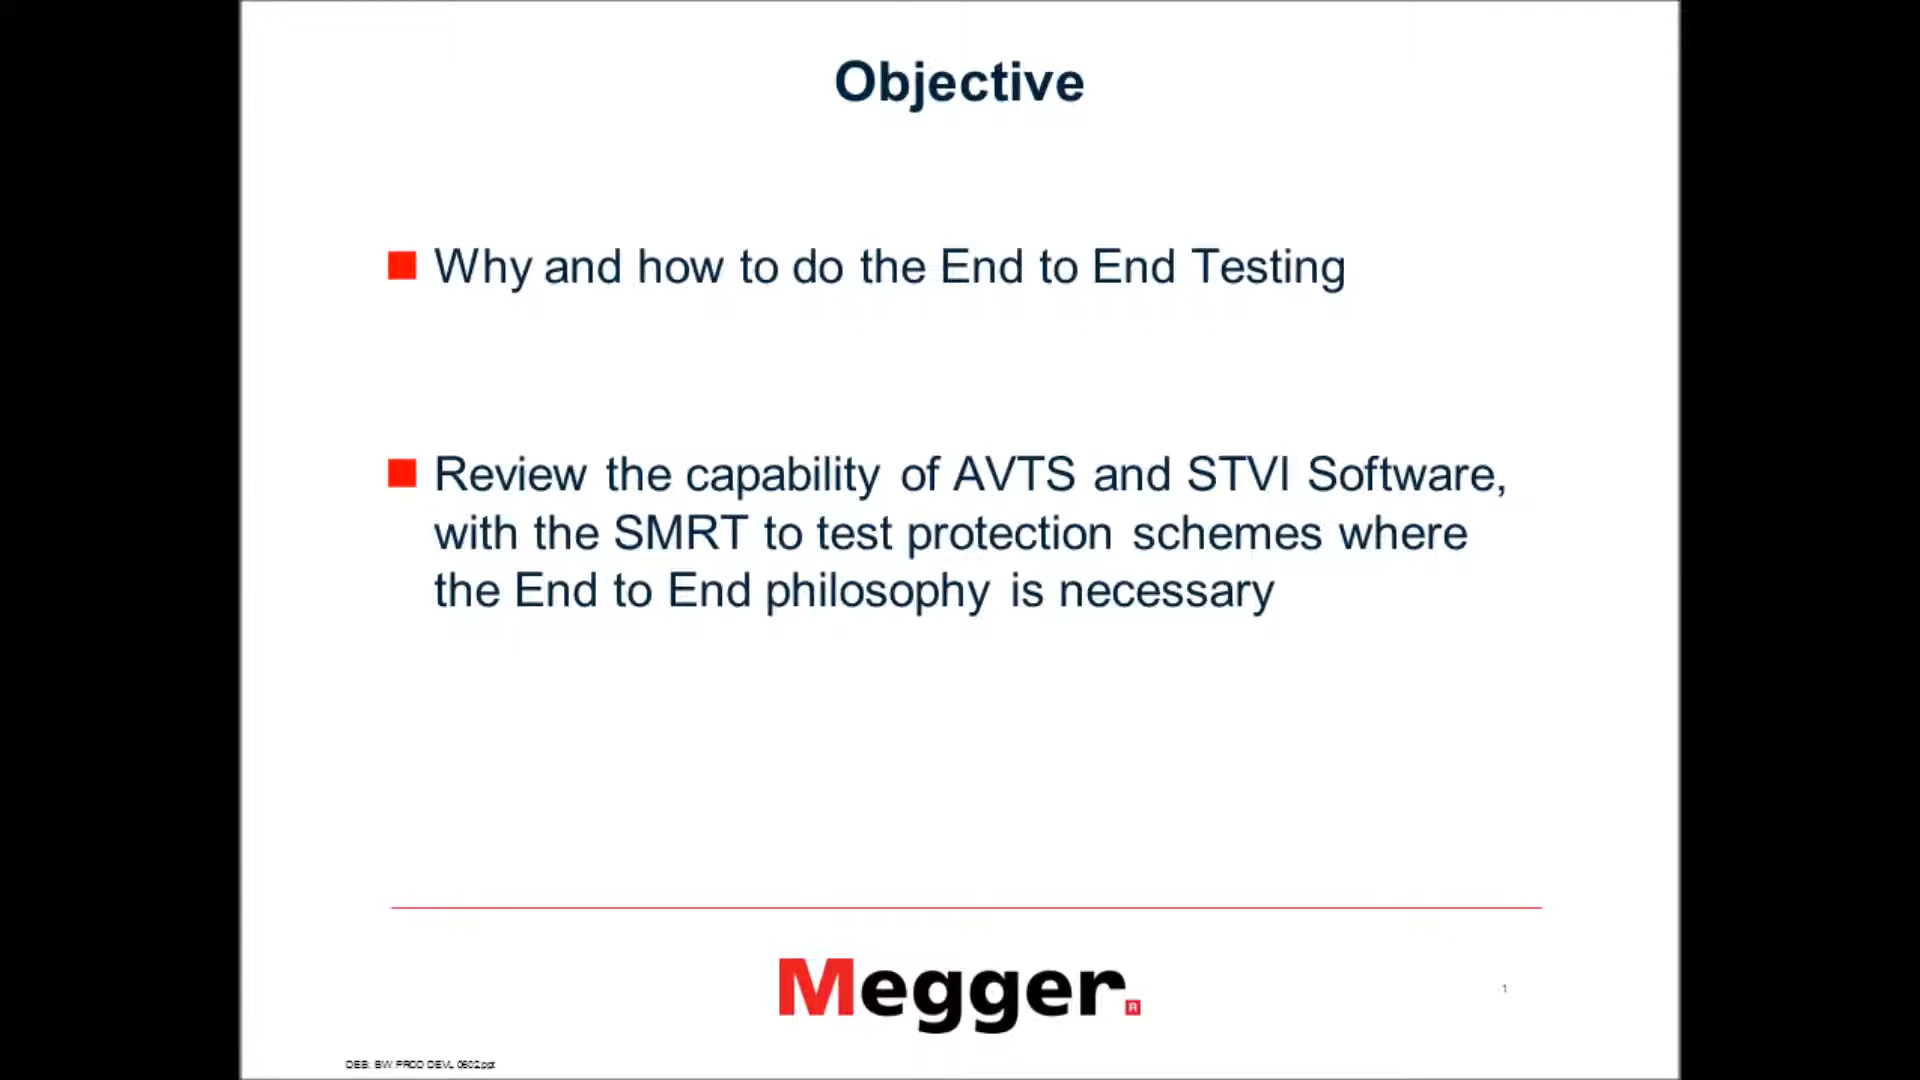 Objective
Why and how to do the End to End Testing
Review the capability of AVTS and STVI Software,
with the SMRT to test protection schemes where
the End to End philosophy is necessary
Megger.
R
1
DEB: BW PROD DEVL 0602.ppt